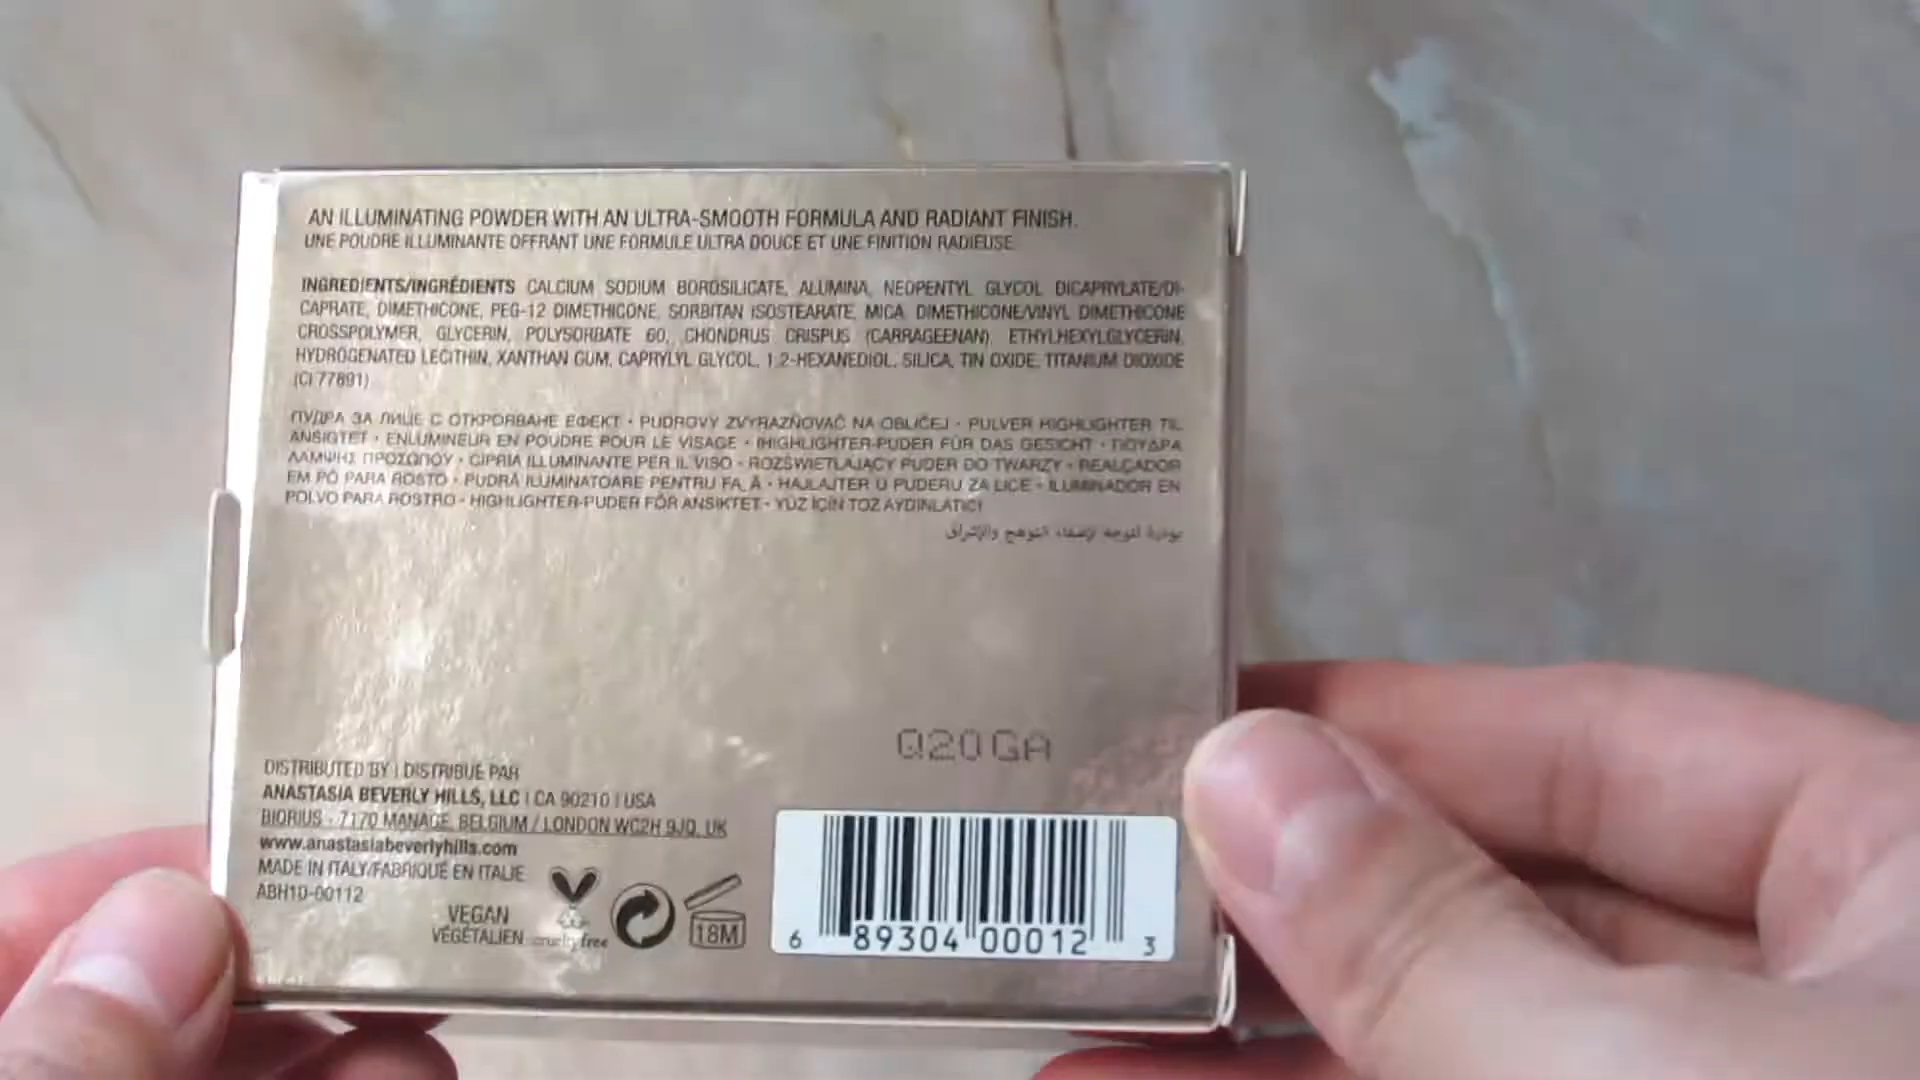 AN ILLUMINATING POWDER WITH AN ULTRA-SMOOTH FORMULA AND RADIANT FINISH.
UNE POUDRE ILLUMINANTE OFFRANT UNE FORMULE ULTRA DOUCE ET UNE FINITION RADIEUSE.
INGREDIENTS/INGRÉDIENTS CALCIUM SODIUM BOROSILICATE, ALUMINA, NEOPENTYL GLYCOL DICAPRYLATE/DI-
CAPRATE, DIMETHICONE, PEG-12 DIMETHICONE, SORBITAN ISOSTEARATE, MICA, DIMETHICONE/VINYL DIMETHICONE
CROSSPOLYMER, GLYCERIN, POLYSORBATE 60, CHONDRUS CRISPUS (CARRAGEENAN), ETHYLHEXYLGLYCERIN,
HYDROGENATED LECITHIN, XANTHAN GUM, CAPRYLYL GLYCOL, 1,2-HEXANEDIOL, SILICA, TIN OXIDE, TITANIUM DIOXIDE
(CI 77891)
ПУДРА ЗА ЛИЦЕ С ОТКРОЯВАНЕ ЕФЕКТ • PUDROVÝ ZVÝRAZŇOVAČ NA OBLIČEJ • PULVER HIGHLIGHTER TIL
ANSIGTET • ENLUMINEUR EN POUDRE POUR LE VISAGE • HIGHLIGHTER-PUDER FÜR DAS GESICHT • ΠΟΥΔΡΑ
ΛΑΜΨΗΣ ΠΡΟΣΩΠΟΥ • CIPRIA ILLUMINANTE PER IL VISO • ROZŚWIETLAJĄCY PUDER DO TWARZY • REALÇADOR
EM PÓ PARA ROSTO • PUDRĂ ILUMINATOARE PENTRU FA, Ă • HAJLAJTER U PUDERU ZA LICE • ILUMINADOR EN
POLVO PARA ROSTRO • HIGHLIGHTER-PUDER FÖR ANSIKTET • YÜZ İÇİN TOZ AYDINLATICI
بودرة لتوجه لإضفاء التوهج والإشراق
Q20GA
DISTRIBUTED BY | DISTRIBUÉ PAR
ANASTASIA BEVERLY HILLS, LLC | CA 90210 | USA
BIORIUS - 7170 MANAGE, BELGIUM / LONDON WC2H 9JQ, UK
www.anastasiabeverlyhills.com
MADE IN ITALY/FABRIQUÉ EN ITALIE
ABH10-00112
VEGAN
VÉGÉTALIEN
cruelty free
18M
6 89304 00012 3